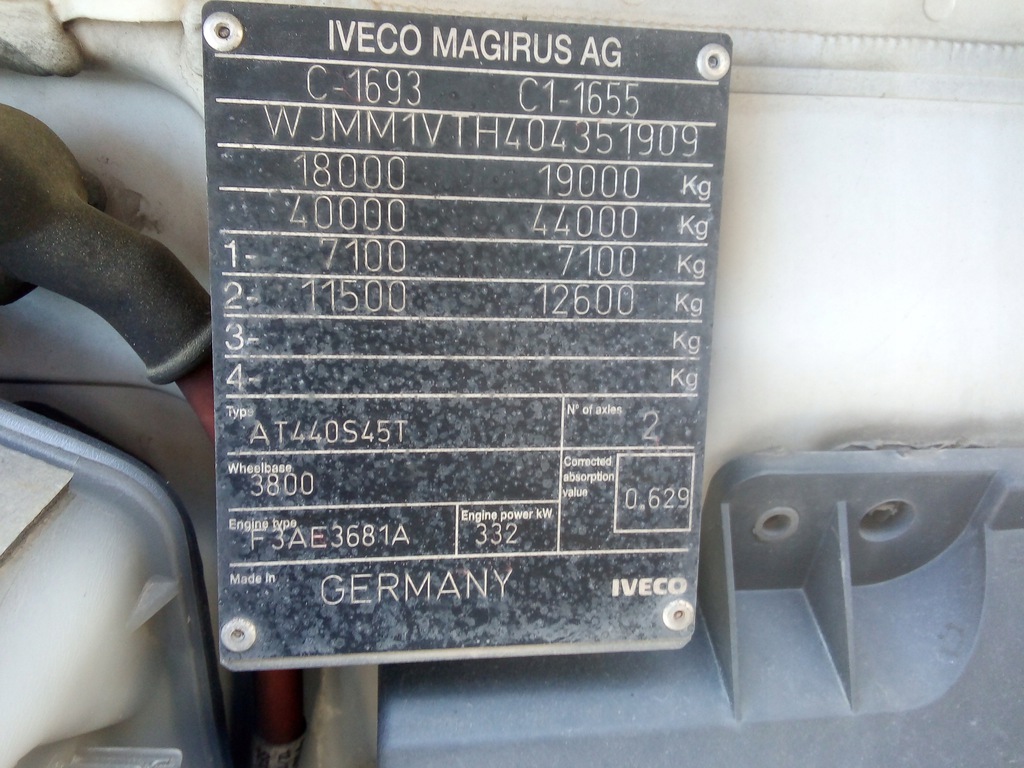 IVECO MAGIRUS AG
C-1693 C1-1655
WJMM1VTH404351909
18000 19000 Kg
40000 44000 Kg
1- 7100 7100 Kg
2- 11500 12600 Kg
3- Kg
4- Kg
Type AT440S45T
N° of axles 2
Wheelbase 3800
Corrected absorption value 0.629
Engine type F3AE3681A
Engine power kW 332
Made in GERMANY IVECO